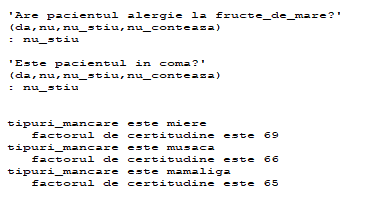 'Are pacientul alergie la fructe_de_mare?'
(da,nu,nu_stiu,nu_conteaza)
: nu_stiu
'Este pacientul in coma?'
(da,nu,nu_stiu,nu_conteaza)
: nu_stiu
tipuri_mancare este miere
factorul de certitudine este 69
tipuri_mancare este musaca
factorul de certitudine este 66
tipuri_mancare este mamaliga
factorul de certitudine este 65